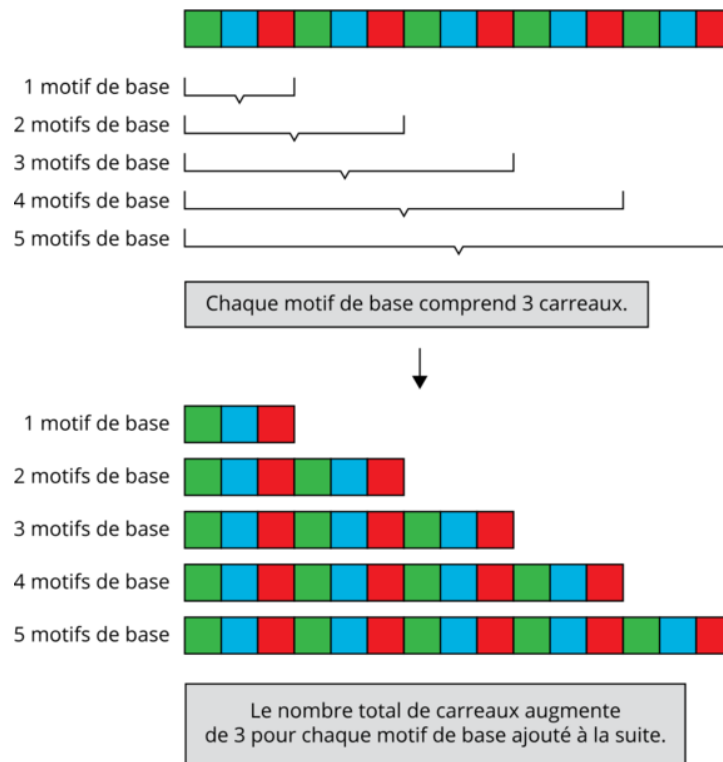 1 motif de base
2 motifs de base
3 motifs de base
4 motifs de base
5 motifs de base
Chaque motif de base comprend 3 carreaux.
1 motif de base
2 motifs de base
3 motifs de base
4 motifs de base
5 motifs de base
Le nombre total de carreaux augmente
de 3 pour chaque motif de base ajouté à la suite.